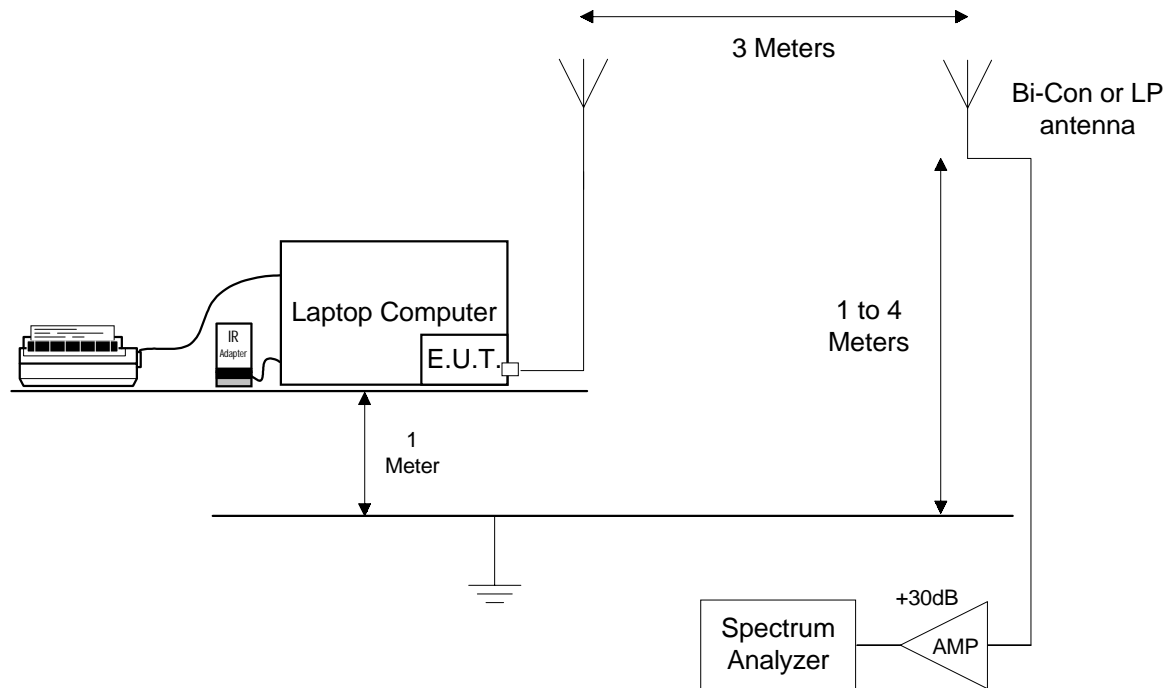 3 Meters
Bi-Con or LP
antenna
Laptop Computer
IR
Adapter
E.U.T.
1 to 4
Meters
1
Meter
+30dB
Spectrum
Analyzer
AMP